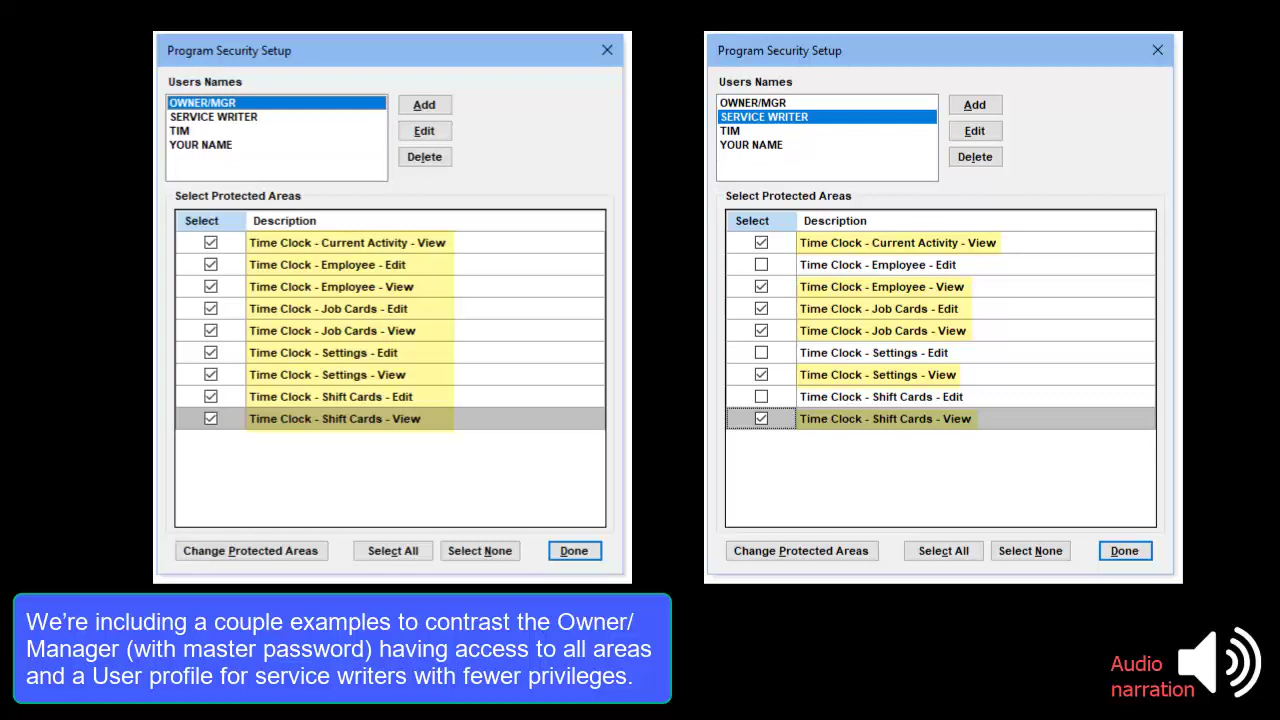 Program Security Setup
Users Names
OWNER/MGR
SERVICE WRITER
TIM
YOUR NAME
Add
Edit
Delete
Select Protected Areas
Select Description
Time Clock - Current Activity - View
Time Clock - Employee - Edit
Time Clock - Employee - View
Time Clock - Job Cards - Edit
Time Clock - Job Cards - View
Time Clock - Settings - Edit
Time Clock - Settings - View
Time Clock - Shift Cards - Edit
Time Clock - Shift Cards - View
Change Protected Areas Select All Select None Done
Program Security Setup
Users Names
OWNER/MGR
SERVICE WRITER
TIM
YOUR NAME
Add
Edit
Delete
Select Protected Areas
Select Description
Time Clock - Current Activity - View
Time Clock - Employee - Edit
Time Clock - Employee - View
Time Clock - Job Cards - Edit
Time Clock - Job Cards - View
Time Clock - Settings - Edit
Time Clock - Settings - View
Time Clock - Shift Cards - Edit
Time Clock - Shift Cards - View
Change Protected Areas Select All Select None Done
We’re including a couple examples to contrast the Owner/
Manager (with master password) having access to all areas
and a User profile for service writers with fewer privileges.
Audio
narration